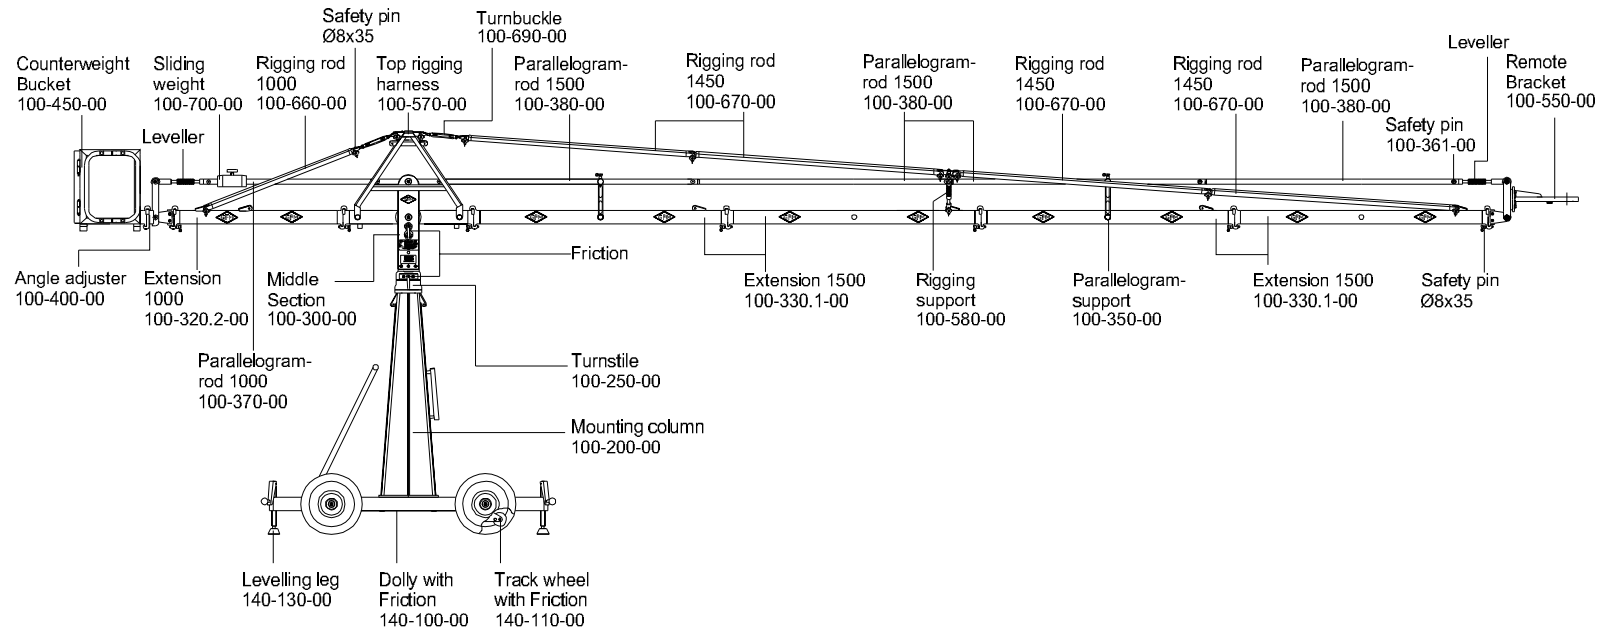 Safety pin
Ø8x35
Turnbuckle
100-690-00
Counterweight
Bucket
100-450-00
Sliding
weight
100-700-00
Rigging rod
1000
100-660-00
Top rigging
harness
100-570-00
Parallelogram-
rod 1500
100-380-00
Rigging rod
1450
100-670-00
Parallelogram-
rod 1500
100-380-00
Rigging rod
1450
100-670-00
Rigging rod
1450
100-670-00
Parallelogram-
rod 1500
100-380-00
Leveller
Remote
Bracket
100-550-00
Leveller
Safety pin
100-361-00
Angle adjuster
100-400-00
Extension
1000
100-320.2-00
Middle
Section
100-300-00
Friction
Extension 1500
100-330.1-00
Rigging
support
100-580-00
Parallelogram-
support
100-350-00
Extension 1500
100-330.1-00
Safety pin
Ø8x35
Parallelogram-
rod 1000
100-370-00
Turnstile
100-250-00
Mounting column
100-200-00
Levelling leg
140-130-00
Dolly with
Friction
140-100-00
Track wheel
with Friction
140-110-00